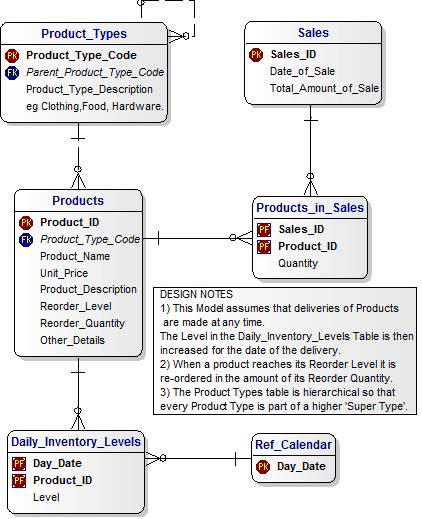 Product_Types
PK Product_Type_Code
FK Parent_Product_Type_Code
Product_Type_Description
eg Clothing,Food, Hardware.
Sales
PK Sales_ID
Date_of_Sale
Total_Amount_of_Sale
Products
PK Product_ID
FK Product_Type_Code
Product_Name
Unit_Price
Product_Description
Reorder_Level
Reorder_Quantity
Other_Details
Products_in_Sales
PF Sales_ID
PF Product_ID
Quantity
DESIGN NOTES
1) This Model assumes that deliveries of Products
are made at any time.
The Level in the Daily_Inventory_Levels Table is then
increased for the date of the delivery.
2) When a product reaches its Reorder Level it is
re-ordered in the amount of its Reorder Quantity.
3) The Product Types table is hierarchical so that
every Product Type is part of a higher 'Super Type'.
Daily_Inventory_Levels
PF Day_Date
PF Product_ID
Level
Ref_Calendar
PK Day_Date